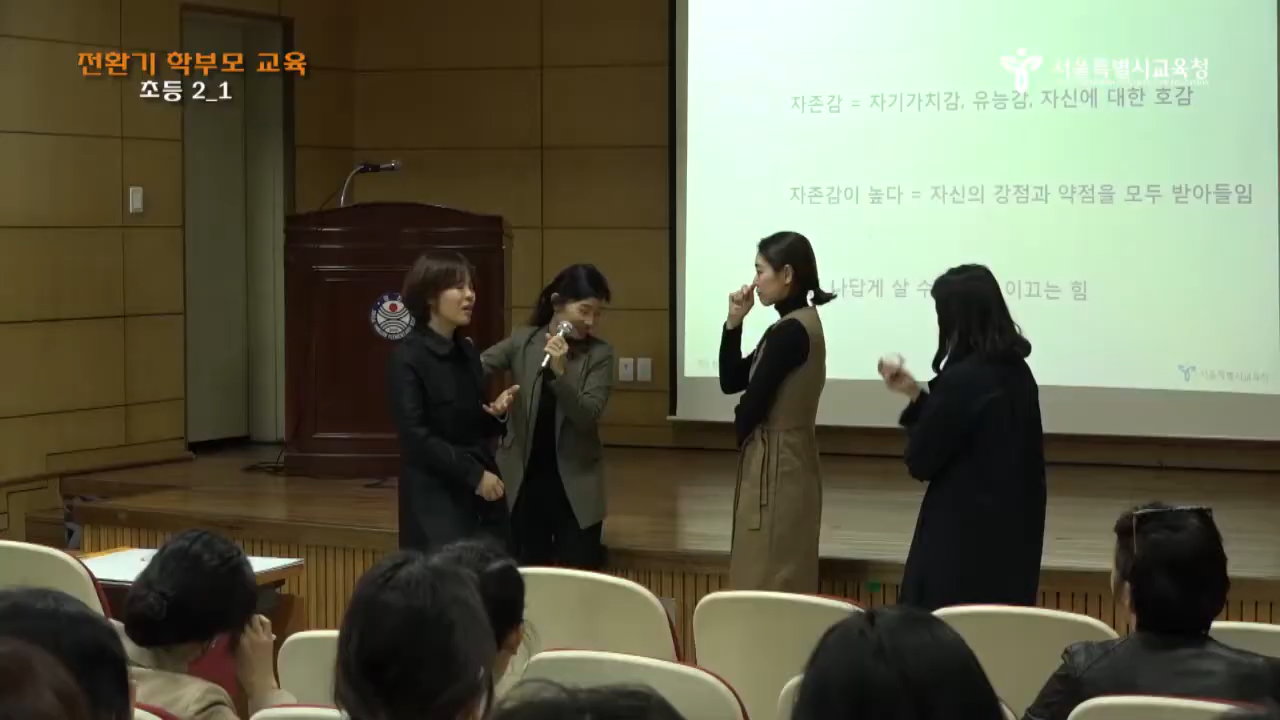 전환기 학부모 교육
초등 2_1
서울특별시교육청
자존감 = 자기가치감, 유능감, 자신에 대한 호감
자존감이 높다 = 자신의 강점과 약점을 모두 받아들임
나답게 살 수 이끄는 힘
서울특별시교육청